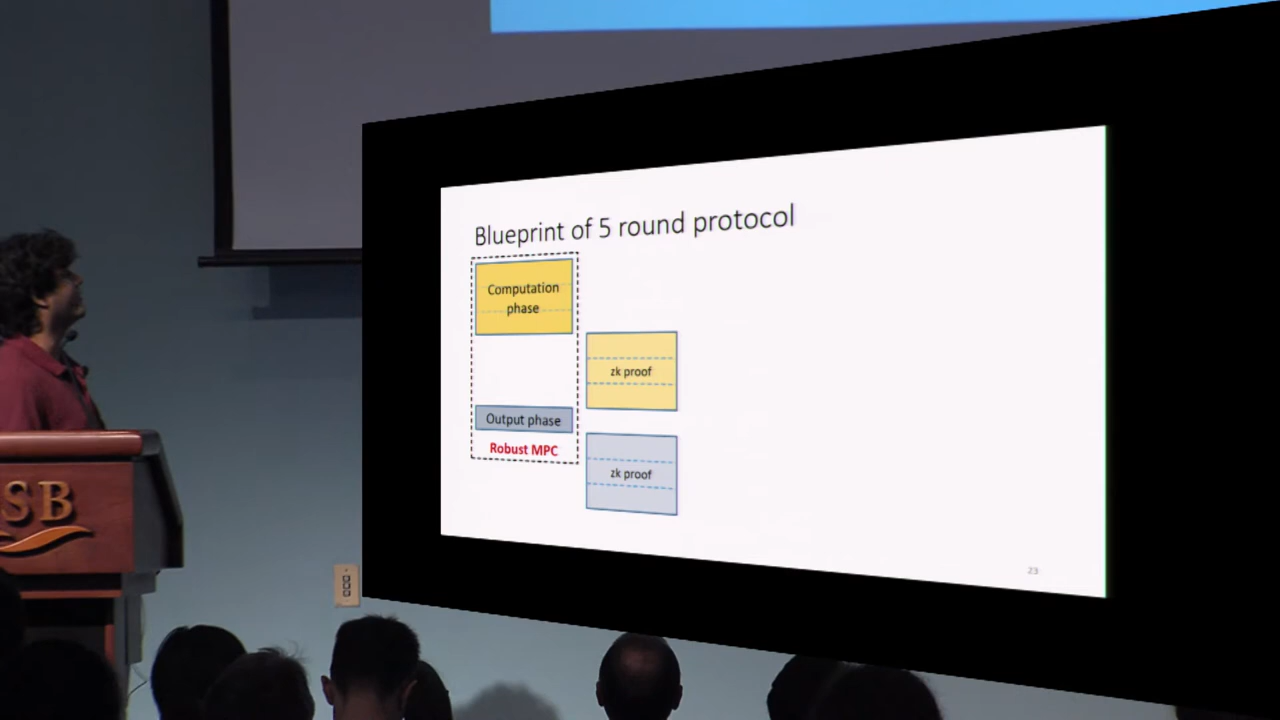 Blueprint of 5 round protocol
Computation
phase
zk proof
Output phase
Robust MPC
zk proof
23
SB